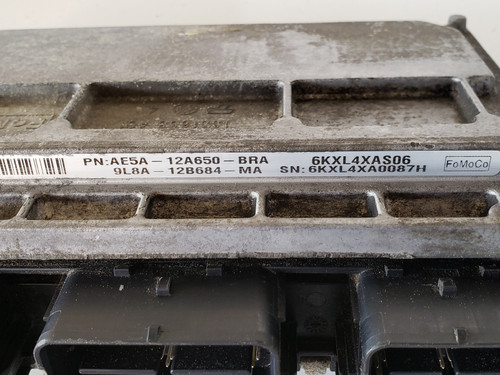 PN:AE5A-12A650-BRA 6KXL4XAS06
9L8A-12B684-MA SN:6KXL4XA0087H
FoMoCo